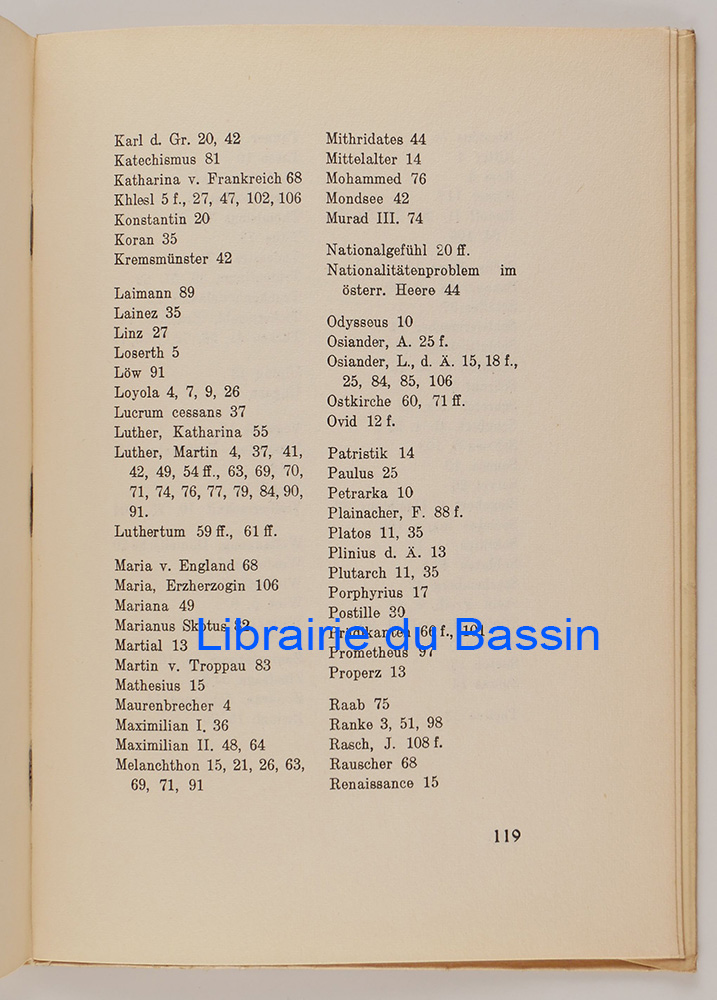 Karl d. Gr. 20, 42
Katechismus 81
Katharina v. Frankreich 68
Khlesl 5 f., 27, 47, 102, 106
Konstantin 20
Koran 35
Kremsmünster 42
Laimann 89
Lainez 35
Linz 27
Loserth 5
Löw 91
Loyola 4, 7, 9, 26
Lucrum cessans 37
Luther, Katharina 55
Luther, Martin 4, 37, 41,
42, 49, 54 ff., 63, 69, 70,
71, 74, 76, 77, 79, 84, 90,
91.
Luthertum 59 ff., 61 ff.
Maria v. England 68
Maria, Erzherzogin 106
Mariana 49
Marianus Skotus 82
Martial 13
Martin v. Troppau 83
Mathesius 15
Maurenbrecher 4
Maximilian I. 36
Maximilian II. 48, 64
Melanchthon 15, 21, 26, 63,
69, 71, 91
Mithridates 44
Mittelalter 14
Mohammed 76
Mondsee 42
Murad III. 74
Nationalgefühl 20 ff.
Nationalitätenproblem im
österr. Heere 44
Odysseus 10
Osiander, A. 25 f.
Osiander, L., d. Ä. 15, 18 f.,
25, 84, 85, 106
Ostkirche 60, 71 ff.
Ovid 12 f.
Patristik 14
Paulus 25
Petrarka 10
Plainacher, F. 88 f.
Platos 11, 35
Plinius d. Ä. 13
Plutarch 11, 35
Porphyrius 17
Postille 39
Prädikanten 66 f., 101
Prometheus 97
Properz 13
Raab 75
Ranke 3, 51, 98
Rasch, J. 108 f.
Rauscher 68
Renaissance 15
119
Librairie du Bassin